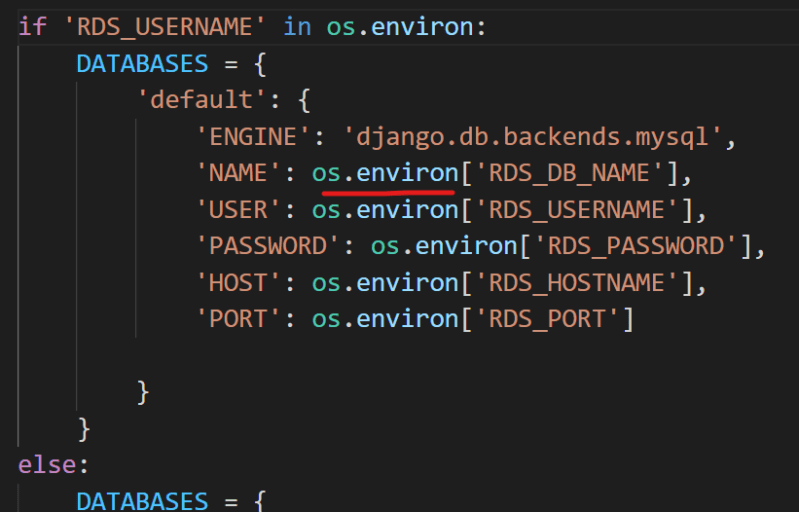 if 'RDS_USERNAME' in os.environ:
    DATABASES = {
        'default': {
            'ENGINE': 'django.db.backends.mysql',
            'NAME': os.environ['RDS_DB_NAME'],
            'USER': os.environ['RDS_USERNAME'],
            'PASSWORD': os.environ['RDS_PASSWORD'],
            'HOST': os.environ['RDS_HOSTNAME'],
            'PORT': os.environ['RDS_PORT']
        }
    }
else:
    DATABASES = {